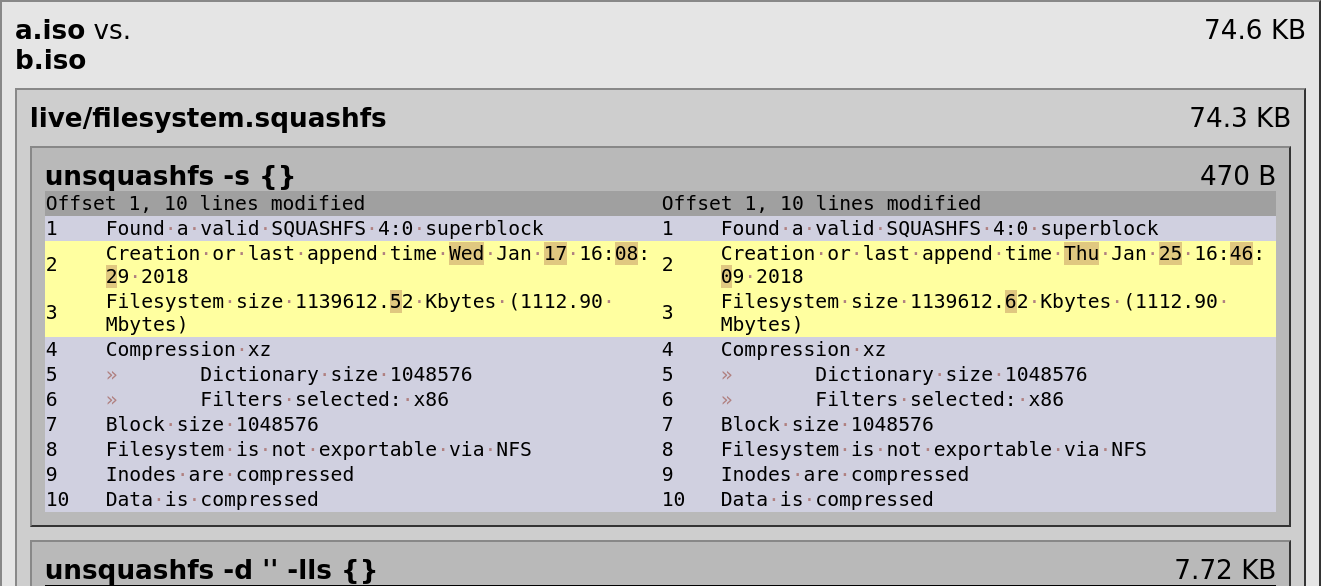 a.iso vs. 74.6 KB
b.iso
live/filesystem.squashfs 74.3 KB
unsquashfs -s {} 470 B
Offset 1, 10 lines modified Offset 1, 10 lines modified
1 Found·a·valid·SQUASHFS·4:0·superblock 1 Found·a·valid·SQUASHFS·4:0·superblock
2 Creation·or·last·append·time·Wed·Jan·17·16:08: 2 Creation·or·last·append·time·Thu·Jan·25·16:46:
29·2018 09·2018
3 Filesystem·size·1139612.52·Kbytes·(1112.90· 3 Filesystem·size·1139612.62·Kbytes·(1112.90·
Mbytes) Mbytes)
4 Compression·xz 4 Compression·xz
5 » Dictionary·size·1048576 5 » Dictionary·size·1048576
6 » Filters·selected:·x86 6 » Filters·selected:·x86
7 Block·size·1048576 7 Block·size·1048576
8 Filesystem·is·not·exportable·via·NFS 8 Filesystem·is·not·exportable·via·NFS
9 Inodes·are·compressed 9 Inodes·are·compressed
10 Data·is·compressed 10 Data·is·compressed
unsquashfs -d '' -lls {} 7.72 KB